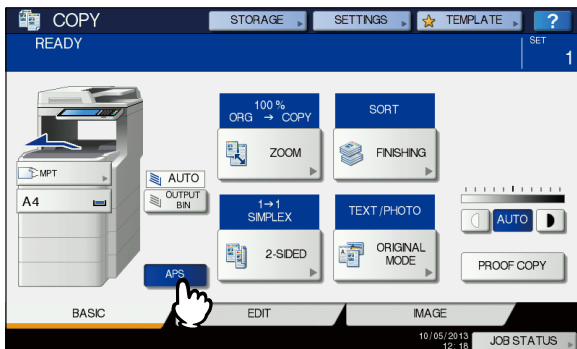 COPY
STORAGE
SETTINGS
TEMPLATE
?
READY
SET
1
100 %
ORG → COPY
SORT
ZOOM
FINISHING
MPT
AUTO
A4
OUTPUT
BIN
1→1
SIMPLEX
TEXT/PHOTO
AUTO
2-SIDED
ORIGINAL
MODE
PROOF COPY
APS
BASIC
EDIT
IMAGE
10/05/2013
12:18
JOB STATUS